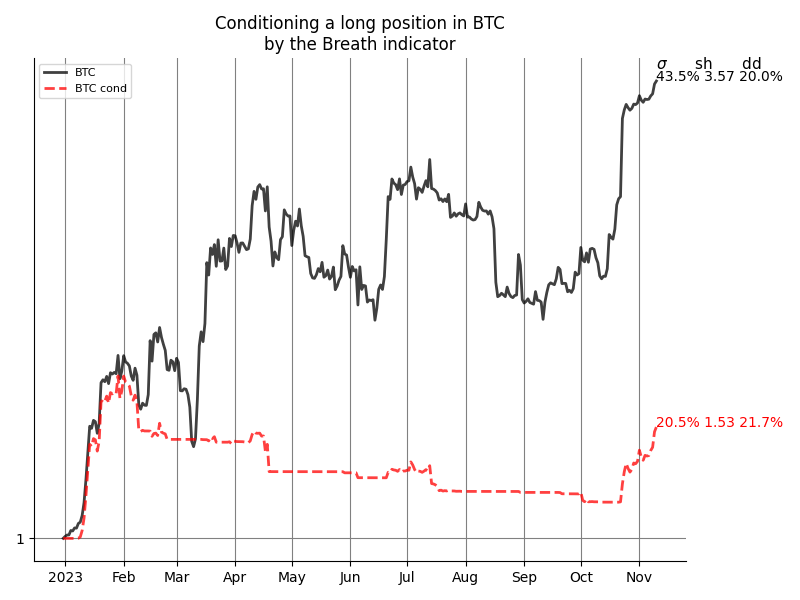 Conditioning a long position in BTC
by the Breath indicator
BTC
BTC cond
σ sh dd
43.5% 3.57 20.0%
20.5% 1.53 21.7%
1
2023 Feb Mar Apr May Jun Jul Aug Sep Oct Nov